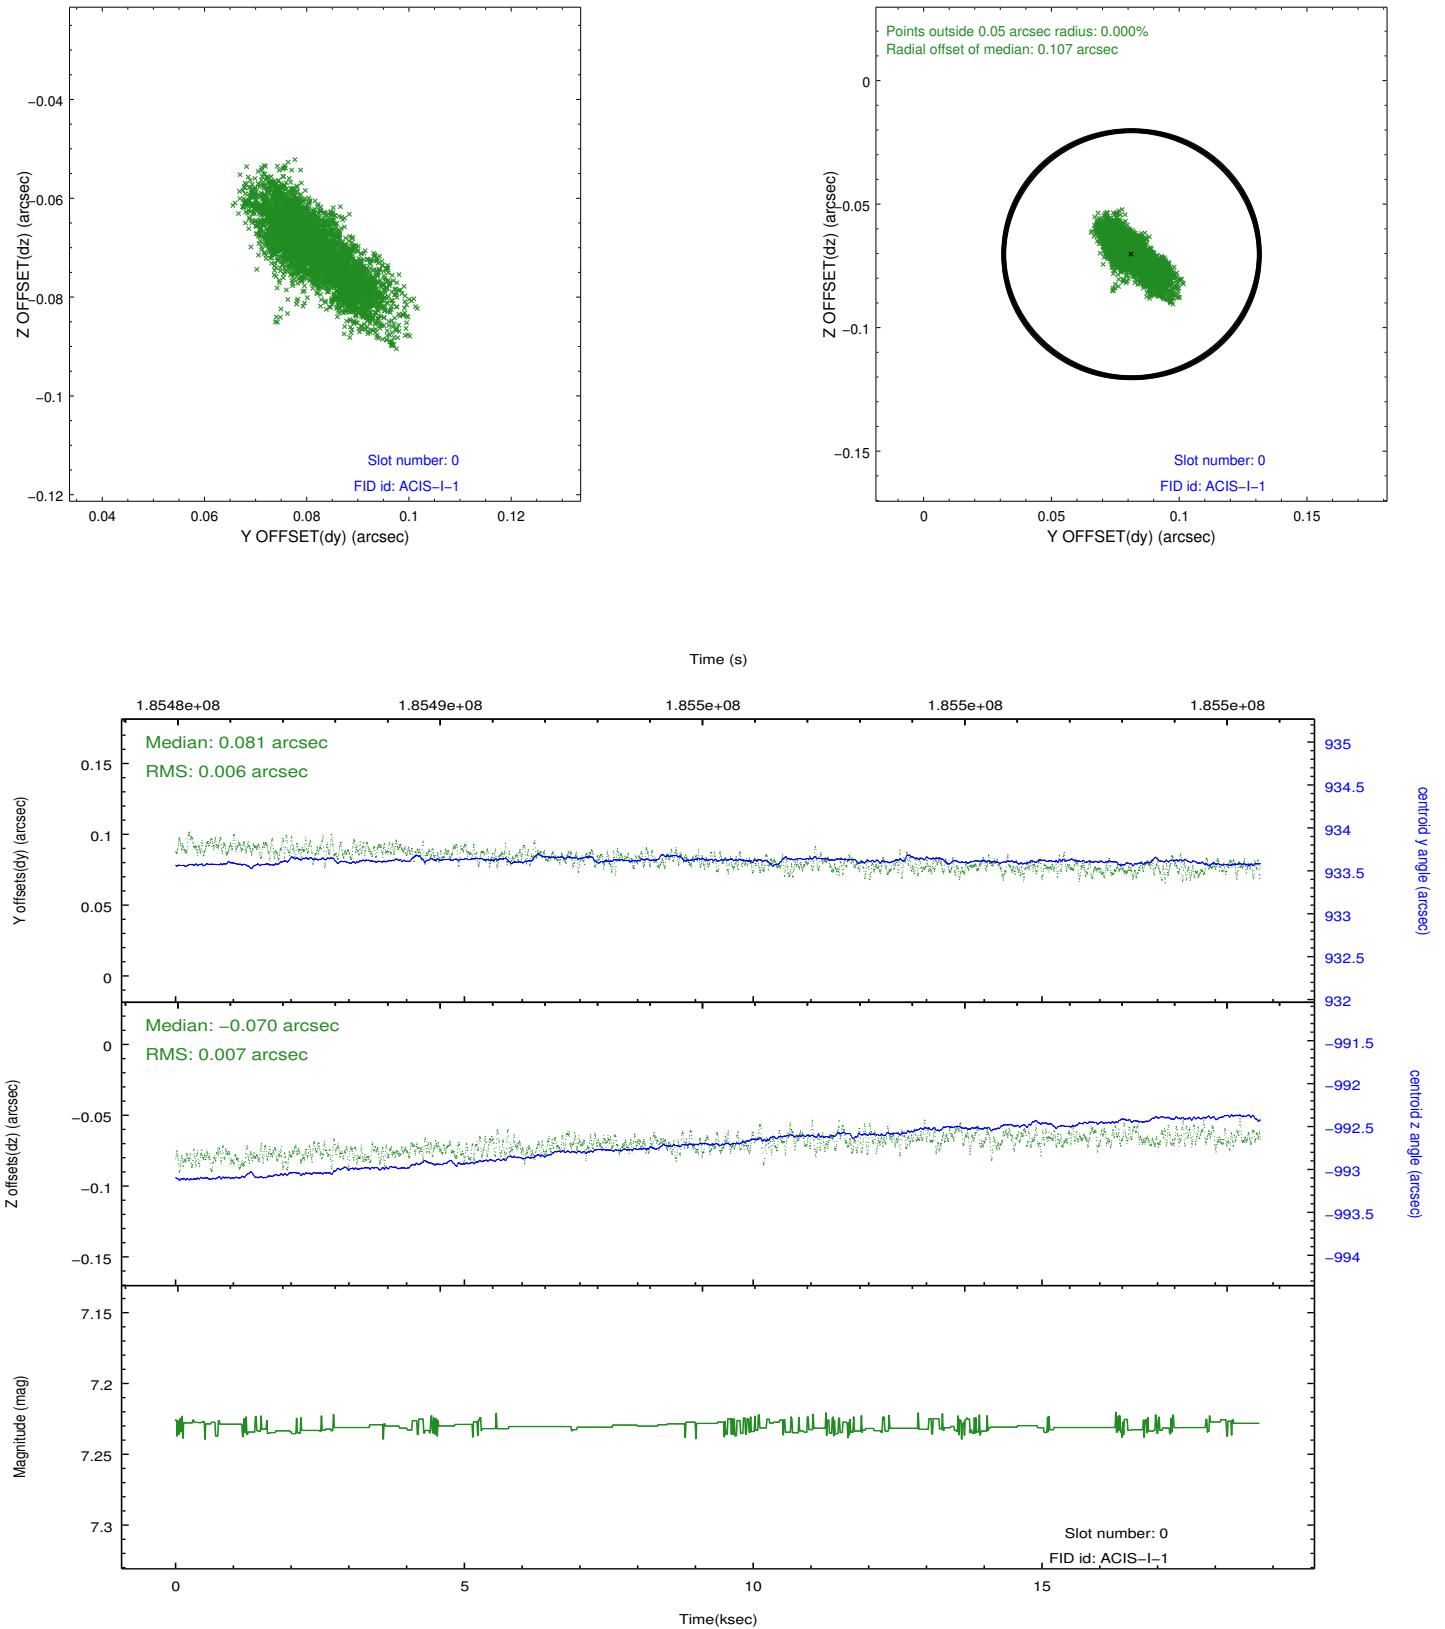 −0.04
−0.06
−0.08
−0.1
−0.12
Z OFFSET(dz) (arcsec)
Slot number: 0
FID id: ACIS−I−1
0.04
0.06
0.08
0.1
0.12
Y OFFSET(dy) (arcsec)
Points outside 0.05 arcsec radius: 0.000%
Radial offset of median: 0.107 arcsec
0
−0.05
−0.1
−0.15
Z OFFSET(dz) (arcsec)
Slot number: 0
FID id: ACIS−I−1
0
0.05
0.1
0.15
Y OFFSET(dy) (arcsec)
Time (s)
1.8548e+08
1.8549e+08
1.855e+08
1.855e+08
1.855e+08
Median: 0.081 arcsec
RMS: 0.006 arcsec
0.15
0.1
0.05
0
Y offsets(dy) (arcsec)
935
934.5
934
933.5
933
932.5
932
centroid y angle (arcsec)
Median: −0.070 arcsec
RMS: 0.007 arcsec
0
−0.05
−0.1
−0.15
Z offsets(dz) (arcsec)
−991.5
−992
−992.5
−993
−993.5
−994
centroid z angle (arcsec)
7.15
7.2
7.25
7.3
Magnitude (mag)
Slot number: 0
FID id: ACIS−I−1
0
5
10
15
Time(ksec)